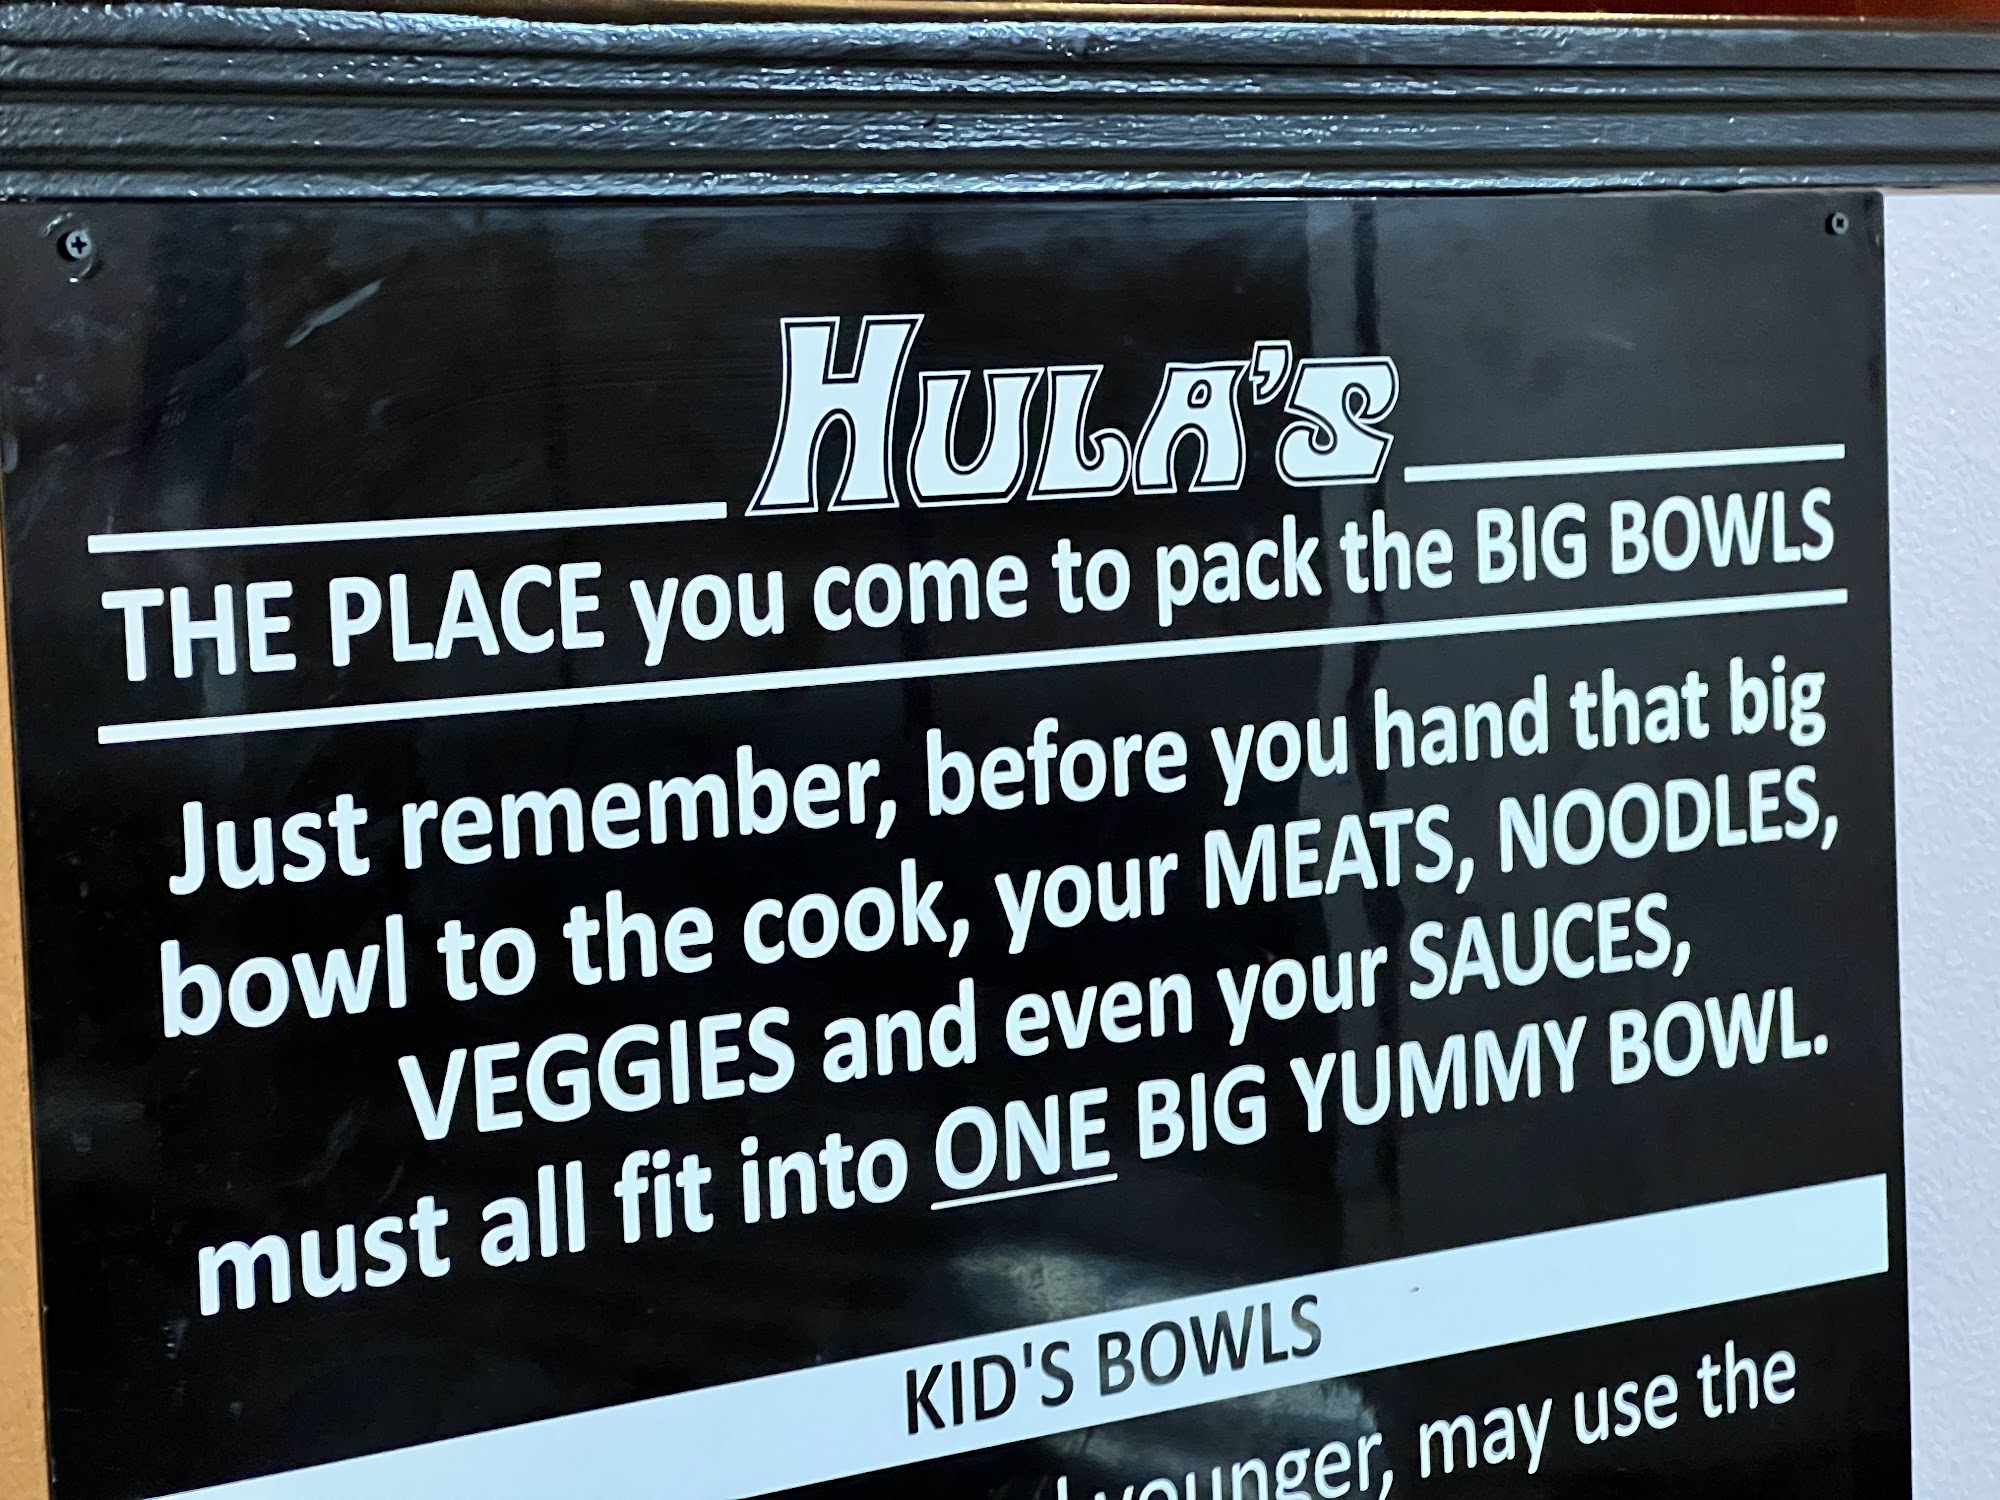 HULA'S
THE PLACE you come to pack the BIG BOWLS
Just remember, before you hand that big
bowl to the cook, your MEATS, NOODLES,
VEGGIES and even your SAUCES,
must all fit into ONE BIG YUMMY BOWL.
KID'S BOWLS
younger, may use the